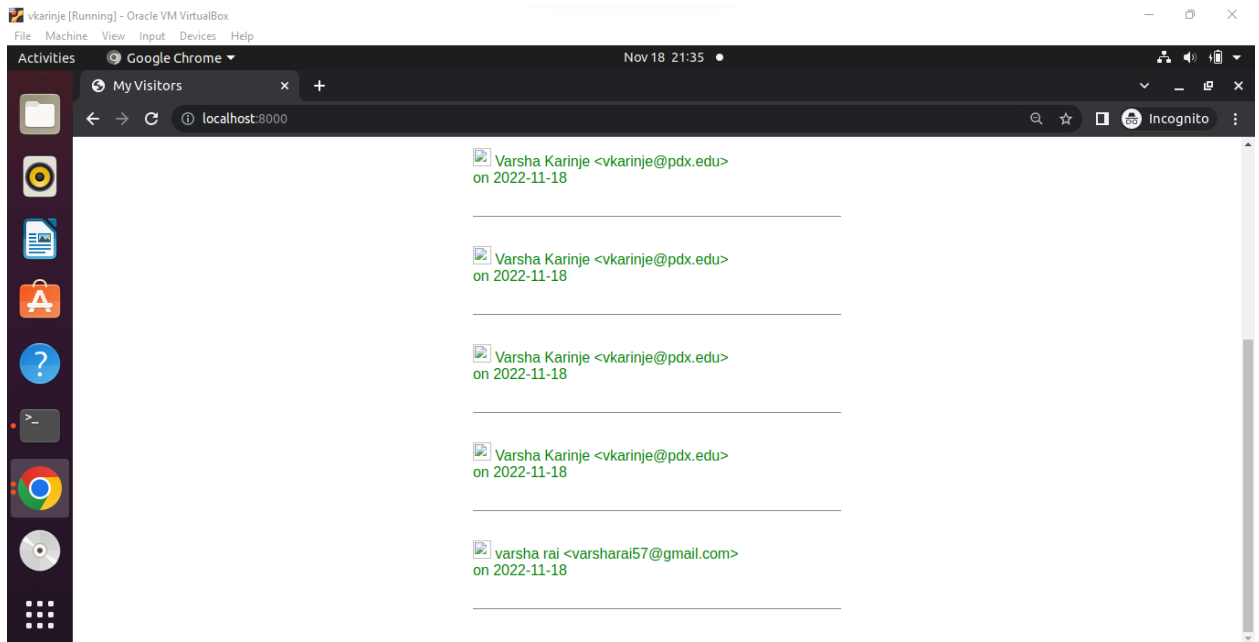 vkarinje [Running] - Oracle VM VirtualBox
File Machine View Input Devices Help
Activities Google Chrome Nov 18 21:35
My Visitors
localhost:8000 Incognito
Varsha Karinje <vkarinje@pdx.edu>
on 2022-11-18
Varsha Karinje <vkarinje@pdx.edu>
on 2022-11-18
Varsha Karinje <vkarinje@pdx.edu>
on 2022-11-18
Varsha Karinje <vkarinje@pdx.edu>
on 2022-11-18
varsha rai <varsharai57@gmail.com>
on 2022-11-18